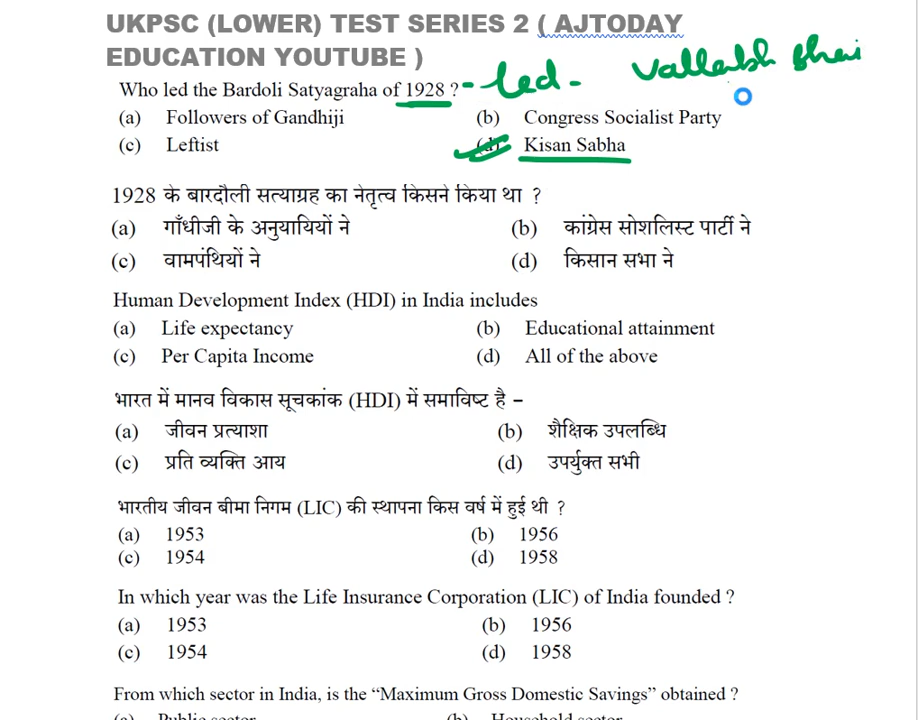 UKPSC (LOWER) TEST SERIES 2 ( AJTODAY
EDUCATION YOUTUBE )
Who led the Bardoli Satyagraha of 1928 ? - led - Vallabh Bhai
(a) Followers of Gandhiji (b) Congress Socialist Party
(c) Leftist (d) Kisan Sabha
1928 के बारदौली सत्याग्रह का नेतृत्व किसने किया था ?
(a) गाँधीजी के अनुयायियों ने (b) कांग्रेस सोशलिस्ट पार्टी ने
(c) वामपंथियों ने (d) किसान सभा ने
Human Development Index (HDI) in India includes
(a) Life expectancy (b) Educational attainment
(c) Per Capita Income (d) All of the above
भारत में मानव विकास सूचकांक (HDI) में समाविष्ट है –
(a) जीवन प्रत्याशा (b) शैक्षिक उपलब्धि
(c) प्रति व्यक्ति आय (d) उपर्युक्त सभी
भारतीय जीवन बीमा निगम (LIC) की स्थापना किस वर्ष में हुई थी ?
(a) 1953 (b) 1956
(c) 1954 (d) 1958
In which year was the Life Insurance Corporation (LIC) of India founded ?
(a) 1953 (b) 1956
(c) 1954 (d) 1958
From which sector in India, is the “Maximum Gross Domestic Savings” obtained ?
(a) Public sector (b) Household sector